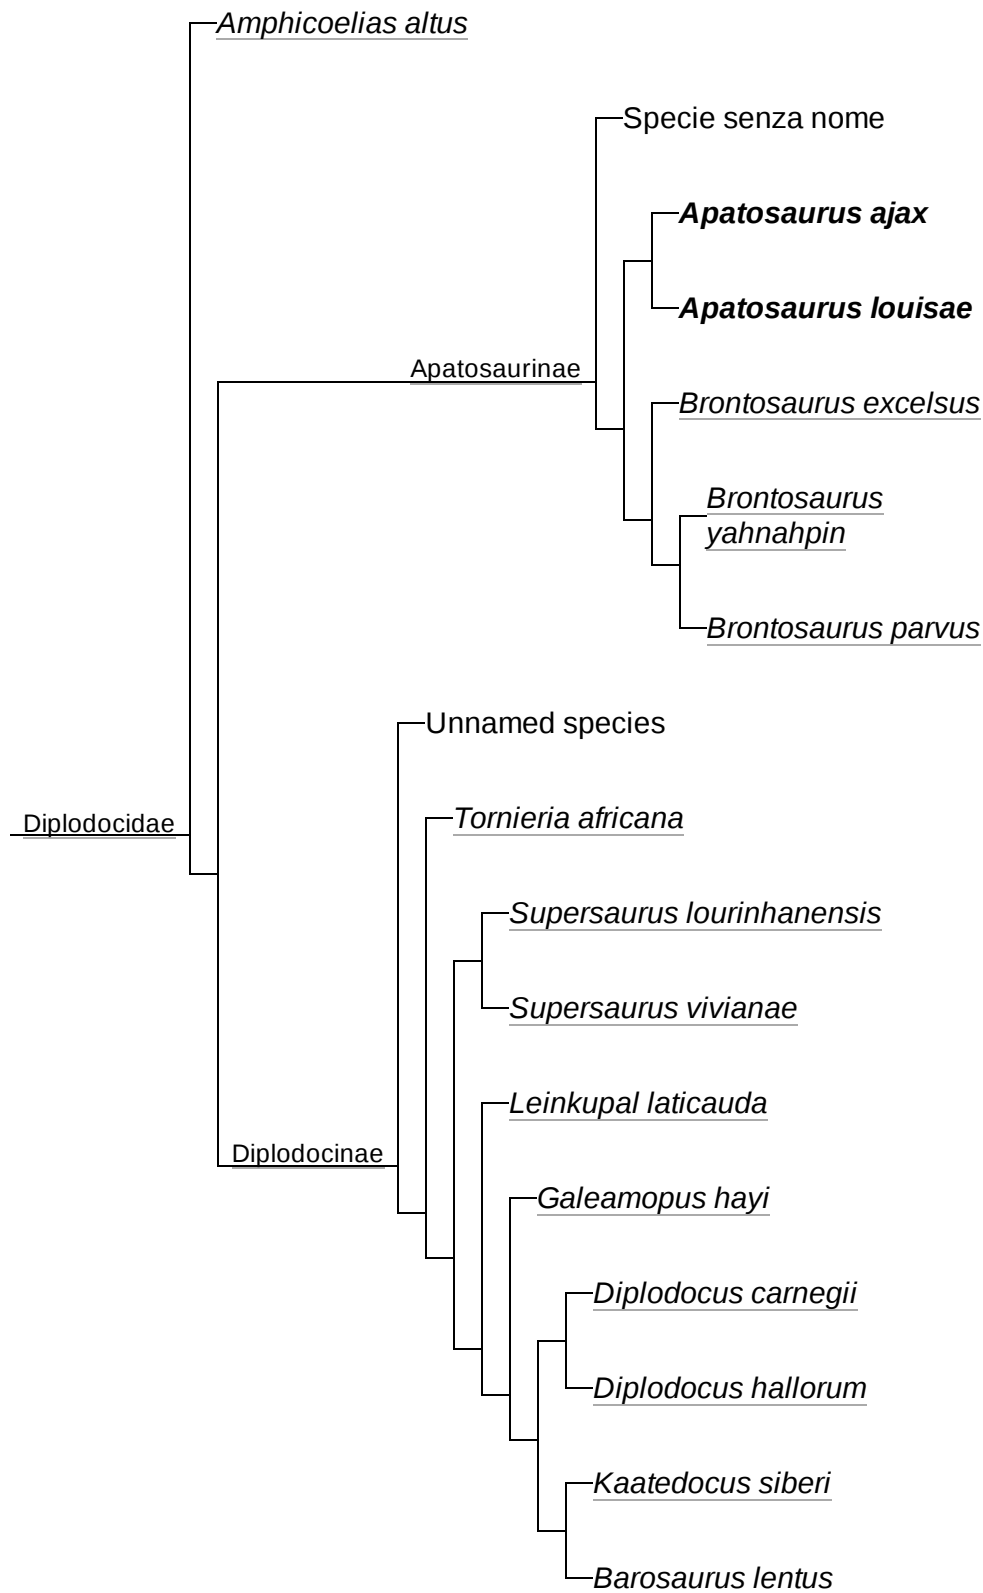 Amphicoelias altus
Specie senza nome
Apatosaurus ajax
Apatosaurus louisae
Apatosaurinae
Brontosaurus excelsus
Brontosaurus
yahnahpin
Brontosaurus parvus
Unnamed species
Diplodocidae
Tornieria africana
Supersaurus lourinhanensis
Supersaurus vivianae
Leinkupal laticauda
Diplodocinae
Galeamopus hayi
Diplodocus carnegii
Diplodocus hallorum
Kaatedocus siberi
Barosaurus lentus